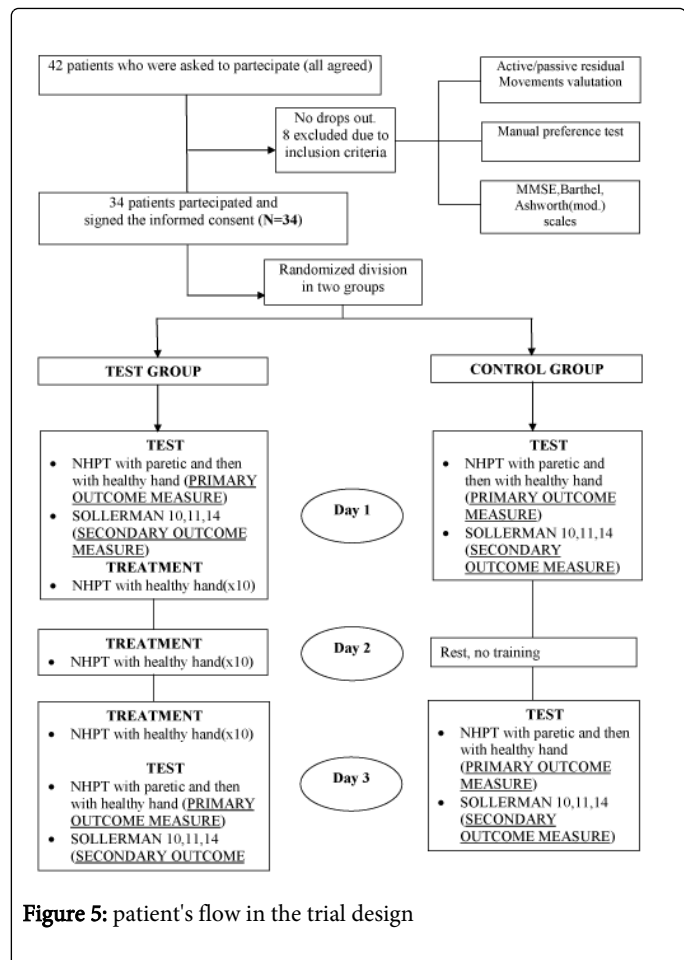 42 patients who were asked to partecipate (all agreed)
Active/passive residual
Movements valutation
No drops out.
8 excluded due to
inclusion criteria
Manual preference test
MMSE,Barthel,
Ashworth(mod.)
scales
34 patients partecipated and
signed the informed consent (N=34)
Randomized division
in two groups
TEST GROUP
CONTROL GROUP
TEST
• NHPT with paretic and then
with healthy hand (PRIMARY
OUTCOME MEASURE)
• SOLLERMAN 10,11,14
(SECONDARY OUTCOME
MEASURE)
TREATMENT
• NHPT with healthy hand(x10)
Day 1
TEST
• NHPT with paretic and
then with healthy hand
(PRIMARY OUTCOME
MEASURE)
• SOLLERMAN 10,11,14
(SECONDARY
OUTCOME MEASURE)
TREATMENT
• NHPT with healthy hand(x10)
Day 2
Rest, no training
TREATMENT
• NHPT with healthy hand(x10)
TEST
• NHPT with paretic and then
with healthy hand (PRIMARY
OUTCOME MEASURE)
• SOLLERMAN 10,11,14
(SECONDARY OUTCOME
Day 3
TEST
• NHPT with paretic and then
with healthy hand
(PRIMARY OUTCOME
MEASURE)
• SOLLERMAN 10,11,14
(SECONDARY
OUTCOME MEASURE)
Figure 5: patient's flow in the trial design